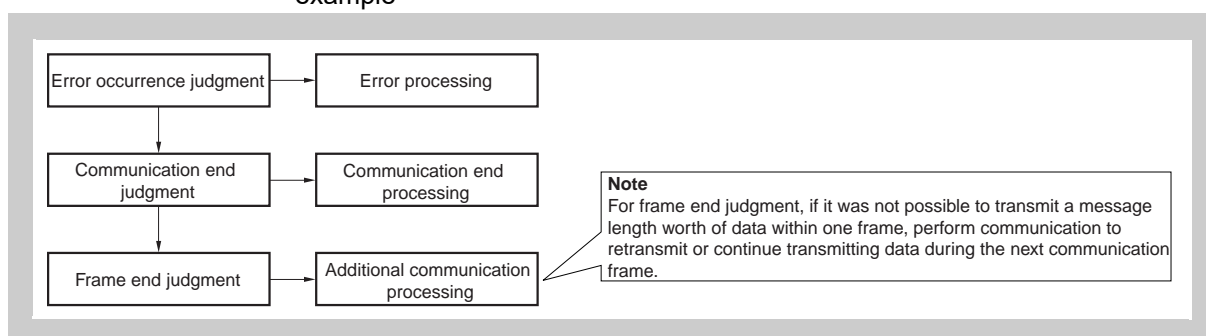 example
Error occurrence judgment
Error processing
Communication end
judgment
Communication end
processing
Frame end judgment
Additional communication
processing
Note
For frame end judgment, if it was not possible to transmit a message
length worth of data within one frame, perform communication to
retransmit or continue transmitting data during the next communication
frame.